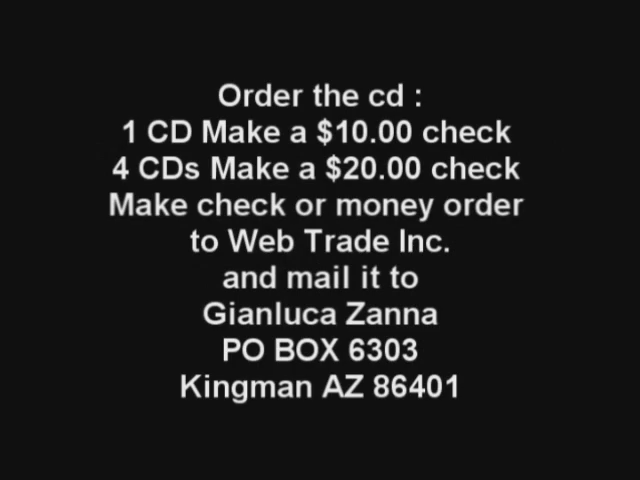 Order the cd :
1 CD Make a $10.00 check
4 CDs Make a $20.00 check
Make check or money order
to Web Trade Inc.
and mail it to
Gianluca Zanna
PO BOX 6303
Kingman AZ 86401